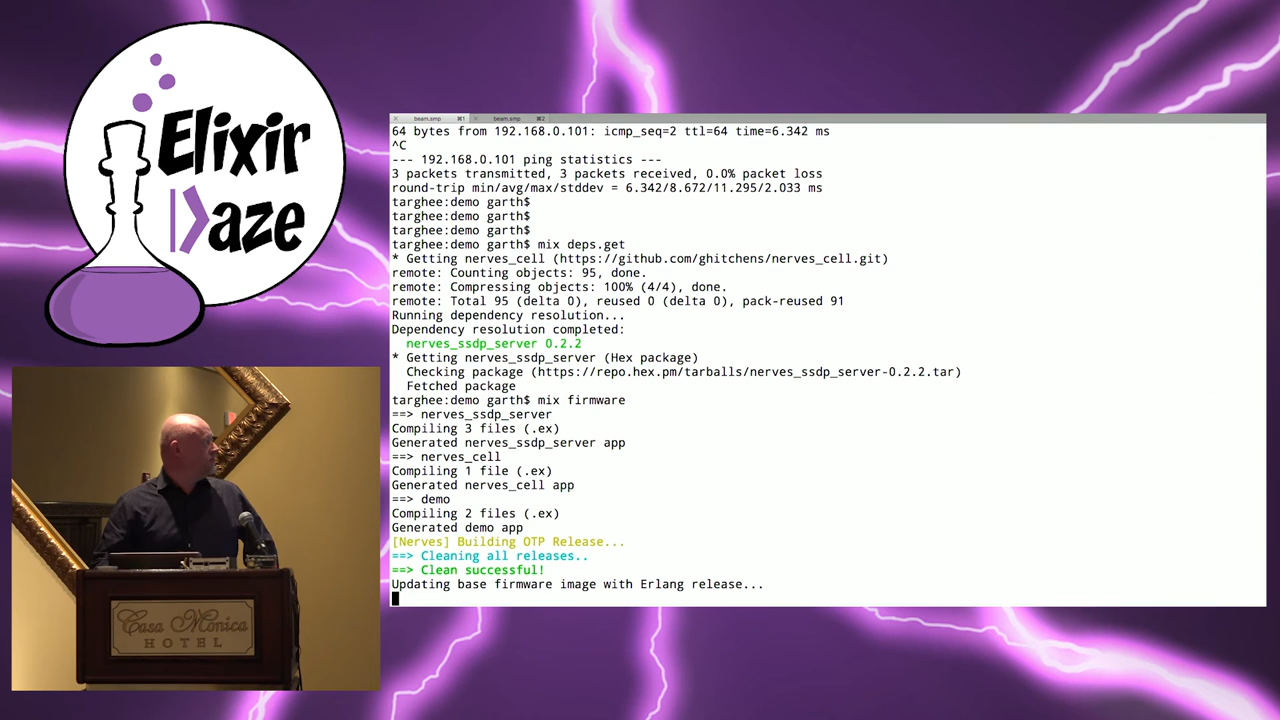 Elixir
Daze
beam.smp ⌘1 beam.smp ⌘2
64 bytes from 192.168.0.101: icmp_seq=2 ttl=64 time=6.342 ms
^C
--- 192.168.0.101 ping statistics ---
3 packets transmitted, 3 packets received, 0.0% packet loss
round-trip min/avg/max/stddev = 6.342/8.672/11.295/2.033 ms
targhee:demo garth$
targhee:demo garth$
targhee:demo garth$
targhee:demo garth$ mix deps.get
* Getting nerves_cell (https://github.com/ghitchens/nerves_cell.git)
remote: Counting objects: 95, done.
remote: Compressing objects: 100% (4/4), done.
remote: Total 95 (delta 0), reused 0 (delta 0), pack-reused 91
Running dependency resolution...
Dependency resolution completed:
nerves_ssdp_server 0.2.2
* Getting nerves_ssdp_server (Hex package)
Checking package (https://repo.hex.pm/tarballs/nerves_ssdp_server-0.2.2.tar)
Fetched package
targhee:demo garth$ mix firmware
==> nerves_ssdp_server
Compiling 3 files (.ex)
Generated nerves_ssdp_server app
==> nerves_cell
Compiling 1 file (.ex)
Generated nerves_cell app
==> demo
Compiling 2 files (.ex)
Generated demo app
[Nerves] Building OTP Release...
==> Cleaning all releases..
==> Clean successful!
Updating base firmware image with Erlang release...
Casa Monica
HOTEL